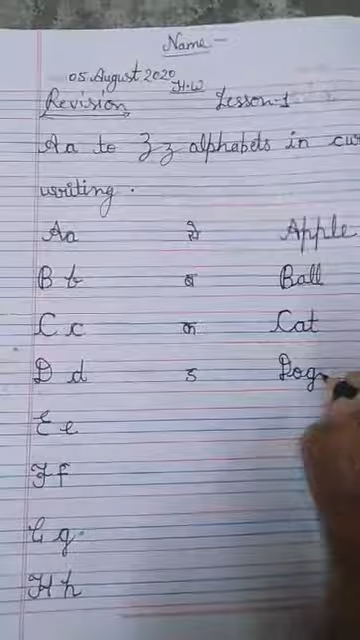 Name-
05 August 2020
H.W
Revision Lesson-1
Aa to Zz alphabets in cur
writing.
Aa ऐ Apple
Bb ब Ball
Cc क Cat
Dd ड Dog
Ee
Ff
Gg
Hh